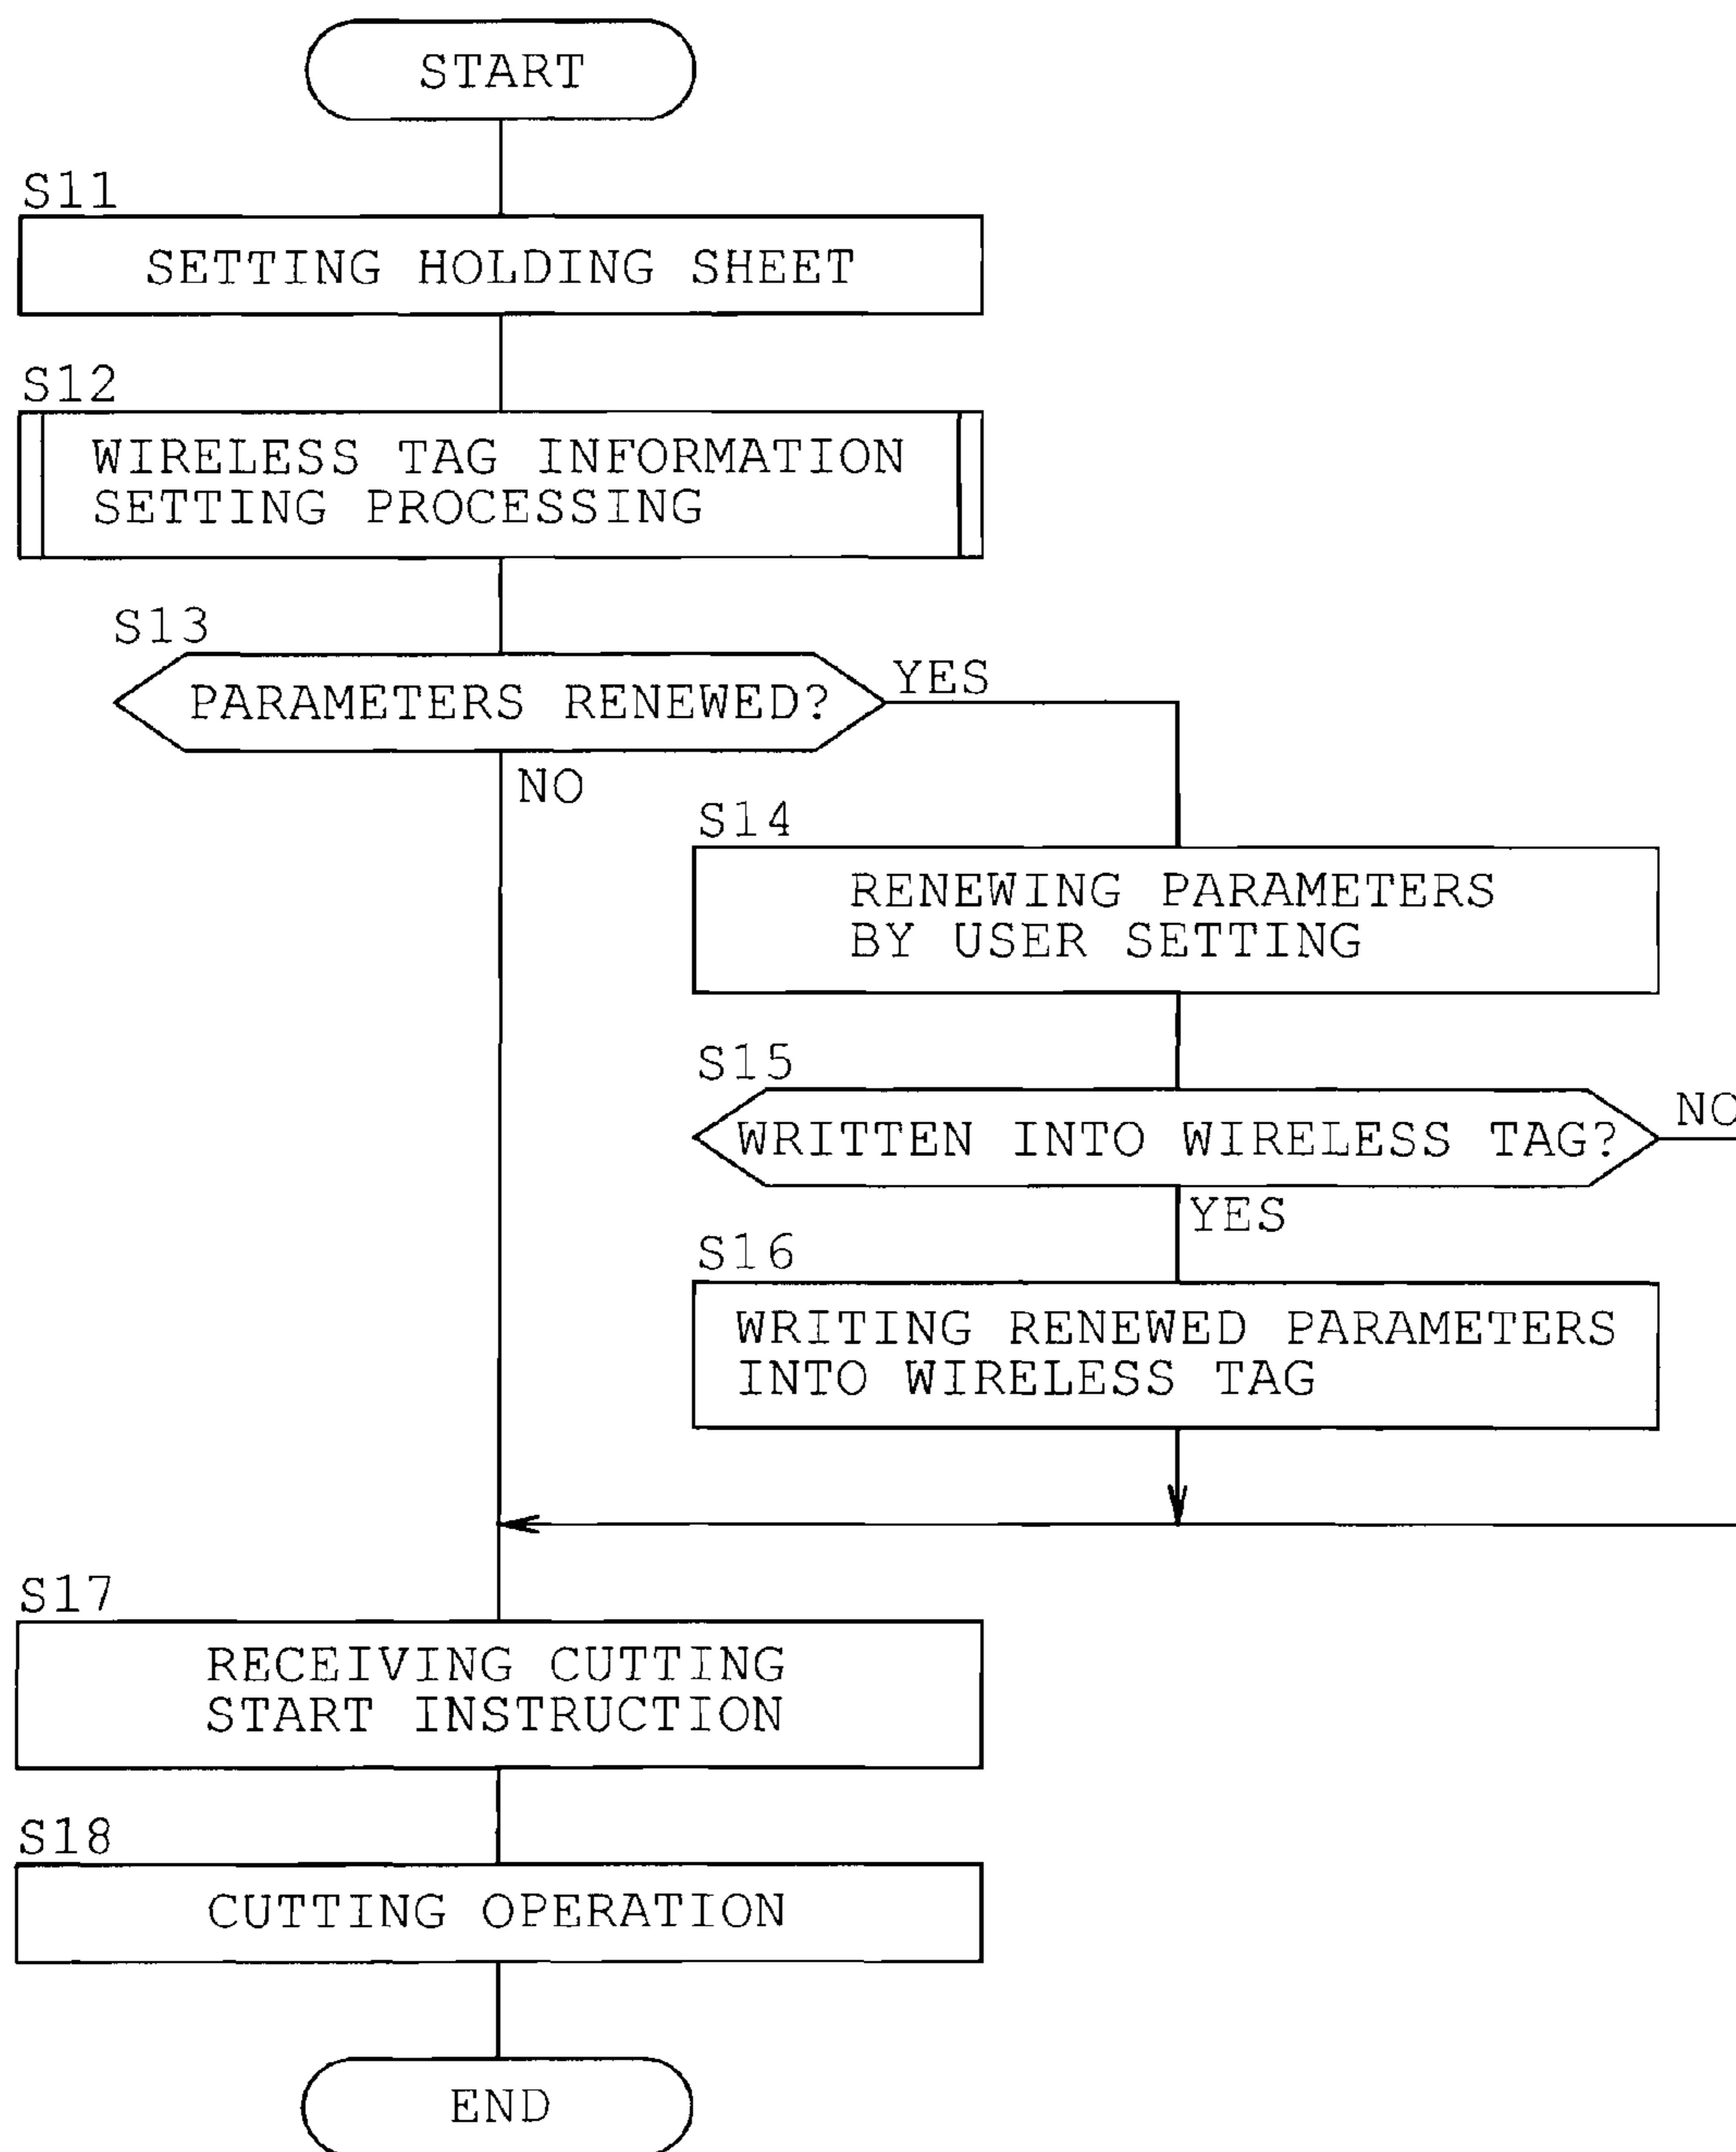 START
S11
SETTING HOLDING SHEET
S12
WIRELESS TAG INFORMATION
SETTING PROCESSING
S13
PARAMETERS RENEWED?
YES
NO
S14
RENEWING PARAMETERS
BY USER SETTING
S15
WRITTEN INTO WIRELESS TAG?
NO
YES
S16
WRITING RENEWED PARAMETERS
INTO WIRELESS TAG
S17
RECEIVING CUTTING
START INSTRUCTION
S18
CUTTING OPERATION
END